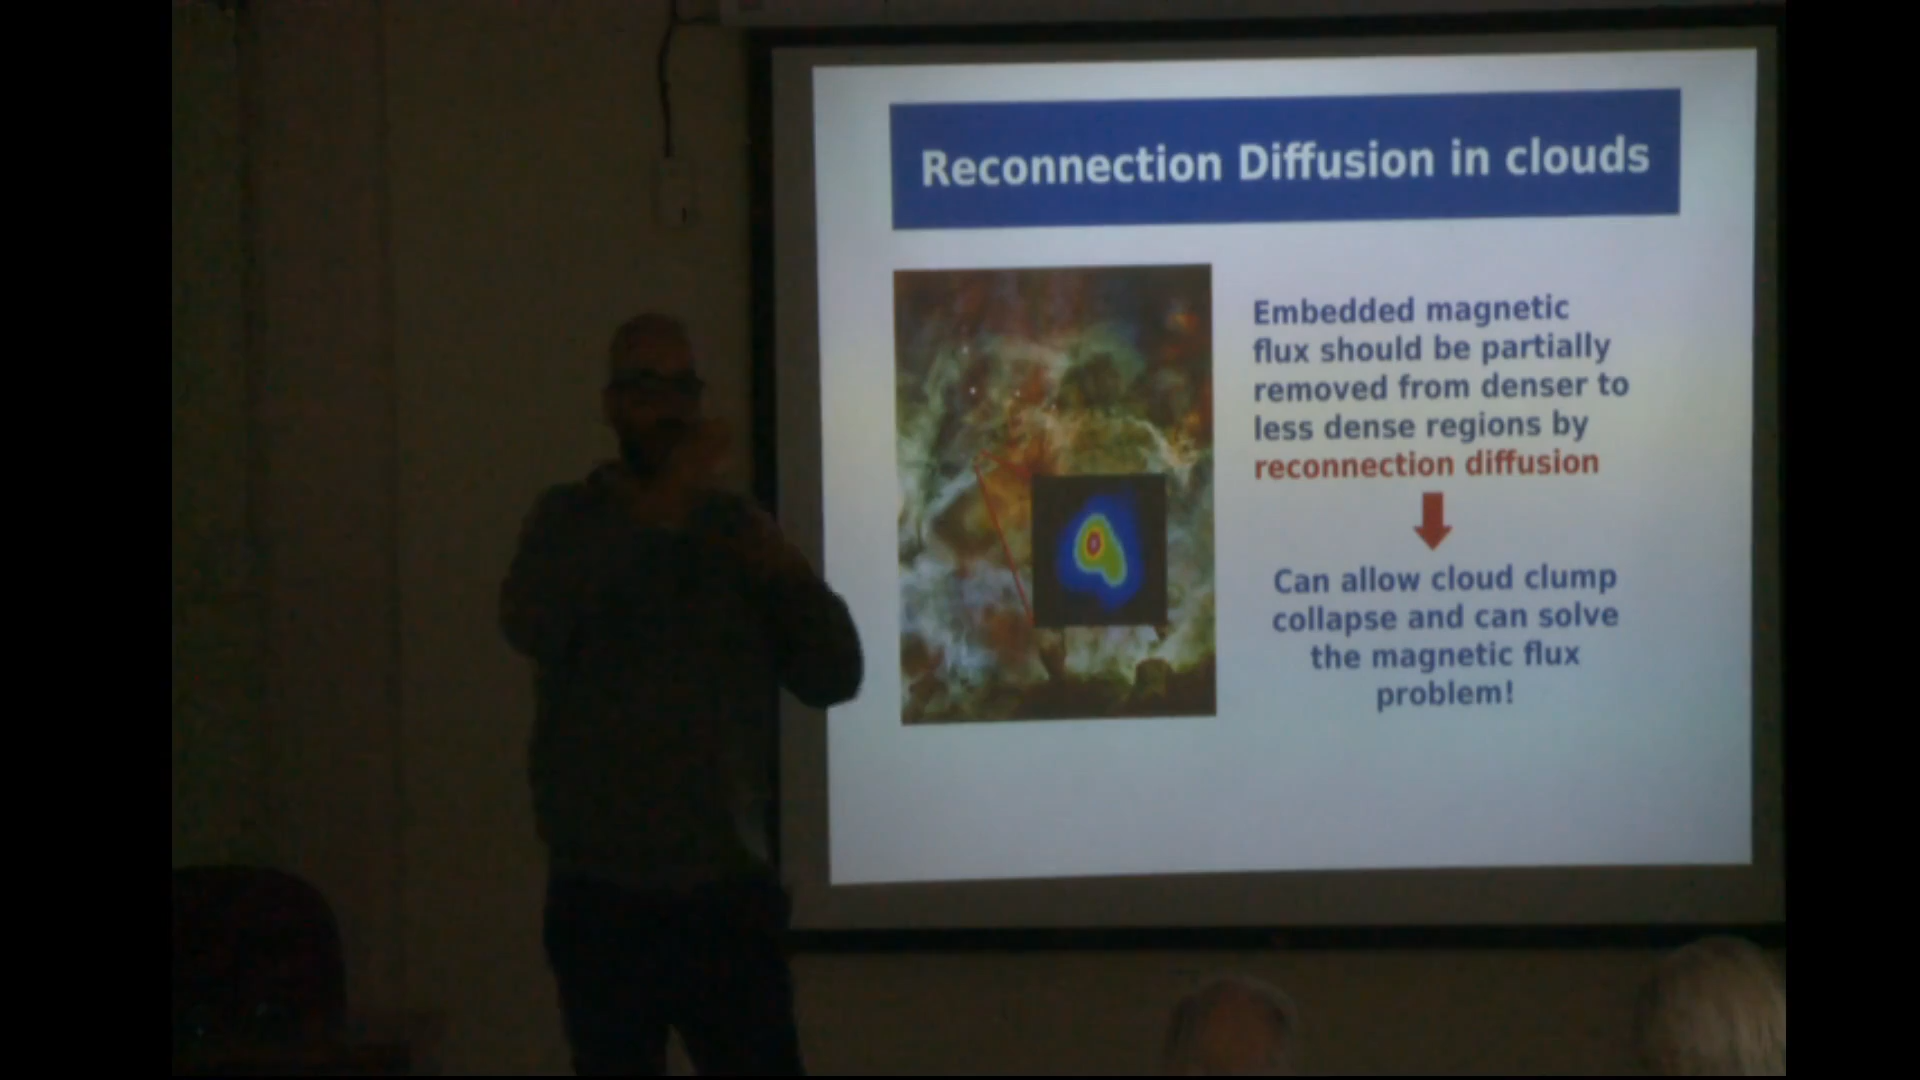 Reconnection Diffusion in clouds
Embedded magnetic
flux should be partially
removed from denser to
less dense regions by
reconnection diffusion
Can allow cloud clump
collapse and can solve
the magnetic flux
problem!